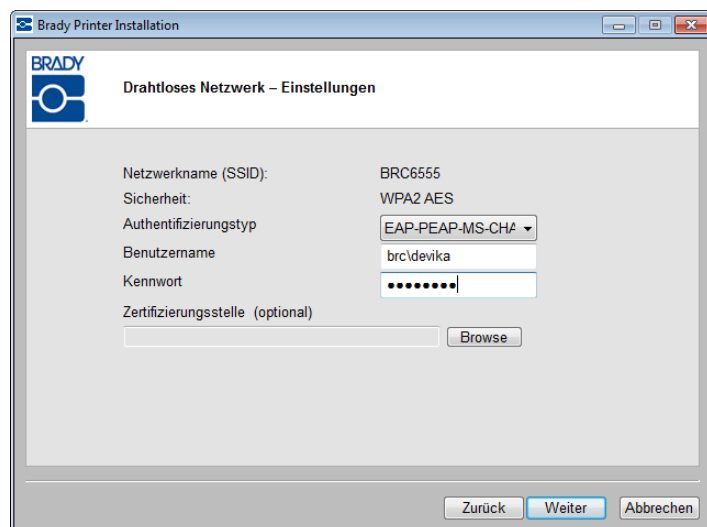 Brady Printer Installation
BRADY
Drahtloses Netzwerk – Einstellungen
Netzwerkname (SSID): BRC6555
Sicherheit: WPA2 AES
Authentifizierungstyp EAP-PEAP-MS-CHA
Benutzername brc\devika
Kennwort ••••••••
Zertifizierungsstelle (optional)
Browse
Zurück Weiter Abbrechen